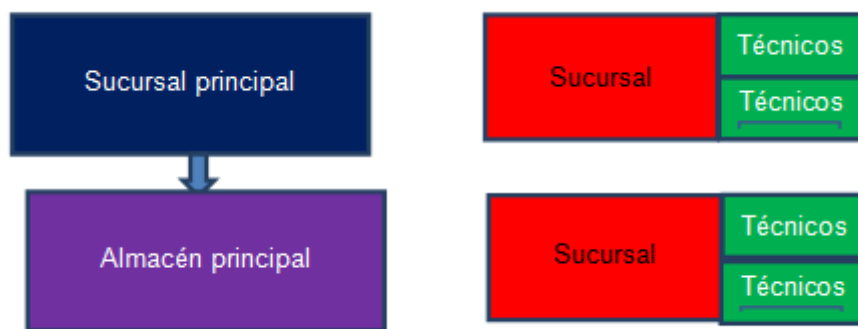 Sucursal principal
Almacén principal
Sucursal
Técnicos
Técnicos
Sucursal
Técnicos
Técnicos